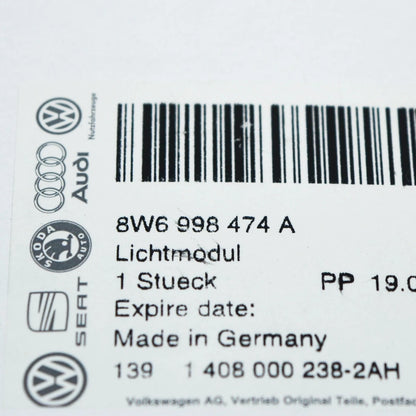 8W6 998 474 A
Lichtmodul
1 Stueck PP 19.0
Expire date:
Made in Germany
139 1 408 000 238-2AH
Volkswagen AG, Vertrieb Original Teile, Postfac
Nutzfahrzeuge
Audi
SKODA
AUTO
SEAT